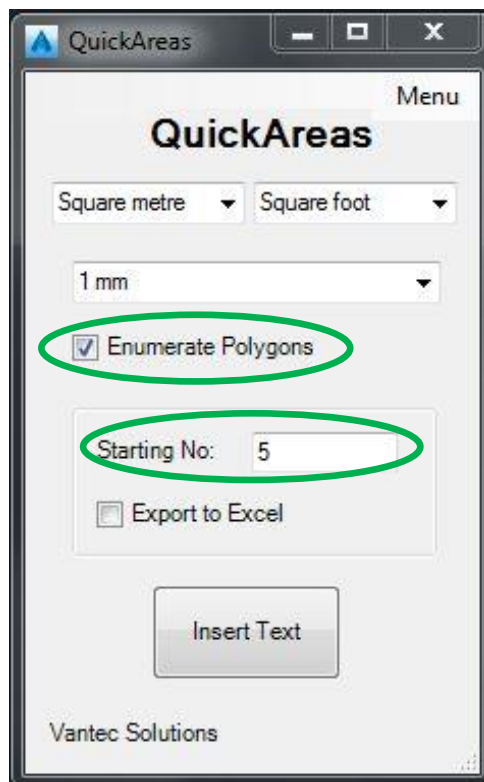 QuickAreas
Menu
QuickAreas
Square metre Square foot
1 mm
Enumerate Polygons
Starting No: 5
Export to Excel
Insert Text
Vantec Solutions